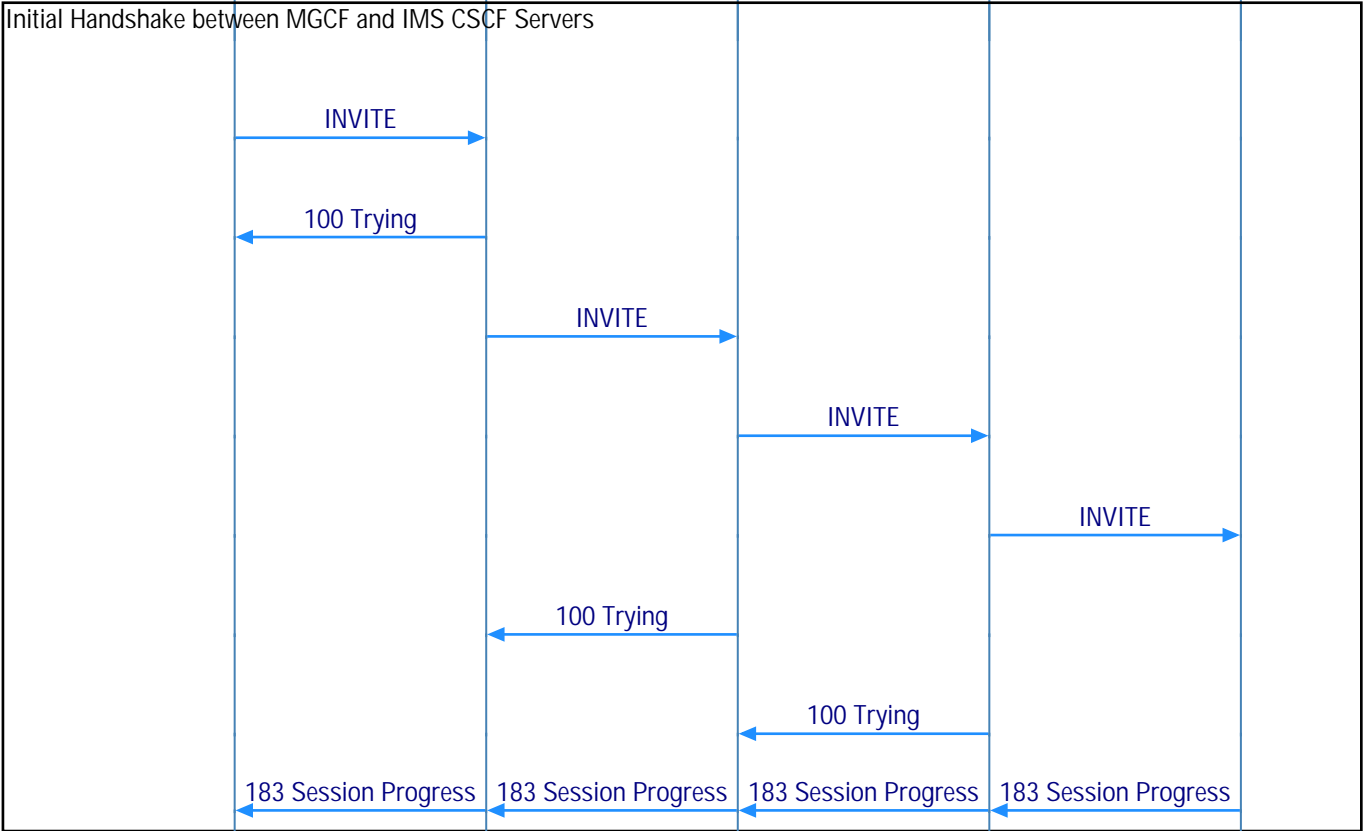 Initial Handshake between MGCF and IMS CSCF Servers
INVITE
100 Trying
INVITE
INVITE
INVITE
100 Trying
100 Trying
183 Session Progress 183 Session Progress 183 Session Progress 183 Session Progress